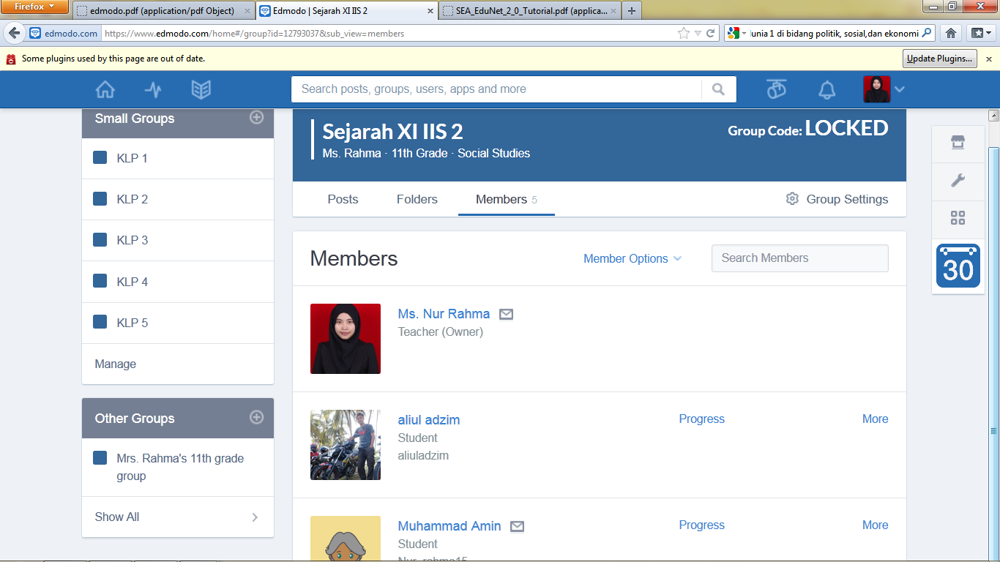 Firefox
edmodo.pdf (application/pdf Object)
Edmodo | Sejarah XI IIS 2
SEA_EduNet_2_0_Tutorial.pdf (applica...
edmodo.com
https://www.edmodo.com/home#/group?id=12793037&sub_view=members
lunia 1 di bidang politik, sosial,dan ekonomi
Some plugins used by this page are out of date.
Update Plugins...
Search posts, groups, users, apps and more
Small Groups
KLP 1
KLP 2
KLP 3
KLP 4
KLP 5
Manage
Other Groups
Mrs. Rahma's 11th grade
group
Show All
Sejarah XI IIS 2
Group Code: LOCKED
Ms. Rahma · 11th Grade · Social Studies
Posts
Folders
Members 5
Group Settings
Members
Member Options
Search Members
Ms. Nur Rahma
Teacher (Owner)
aliul adzim
Student
aliuladzim
Progress
More
Muhammad Amin
Student
Nur_rahma15
Progress
More
30